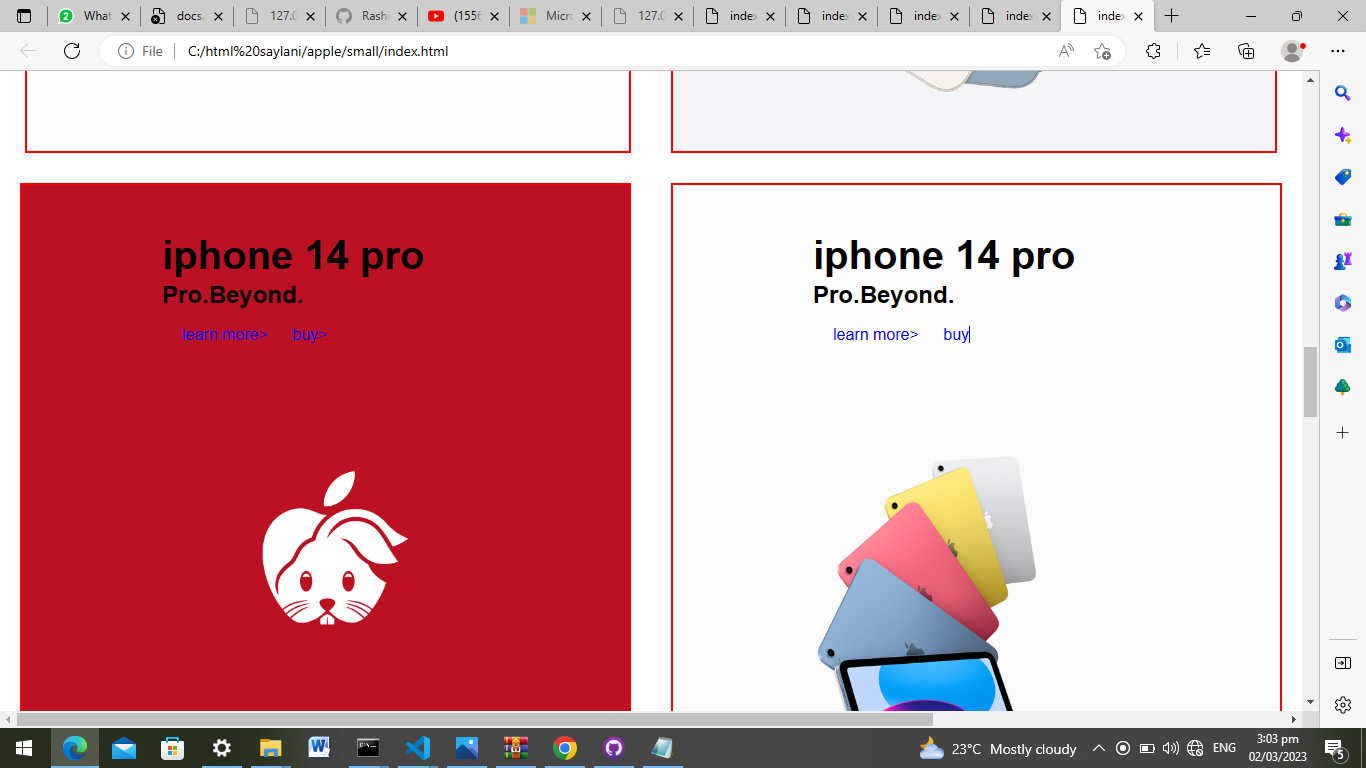 What
docs.
127.0
Rashi
(1556
Micro
127.0
index
index
index
index
index
File
C:/html%20saylani/apple/small/index.html
A
iphone 14 pro
Pro.Beyond.
learn more> buy>
iphone 14 pro
Pro.Beyond.
learn more> buy|
23°C Mostly cloudy
ENG
3:03 pm
02/03/2023
5